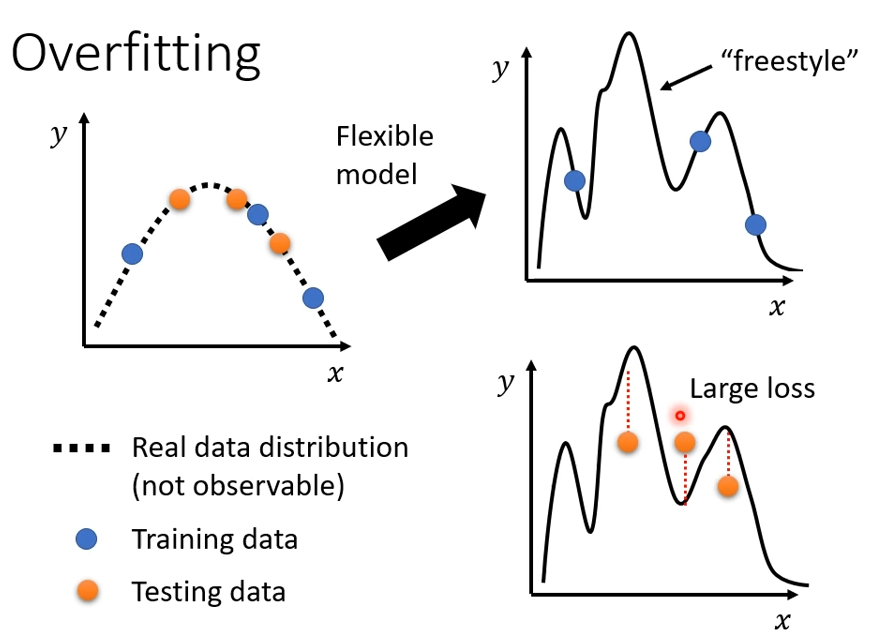 Overfitting
y
x
Flexible
model
y
"freestyle"
x
Real data distribution
(not observable)
Training data
Testing data
y
Large loss
x